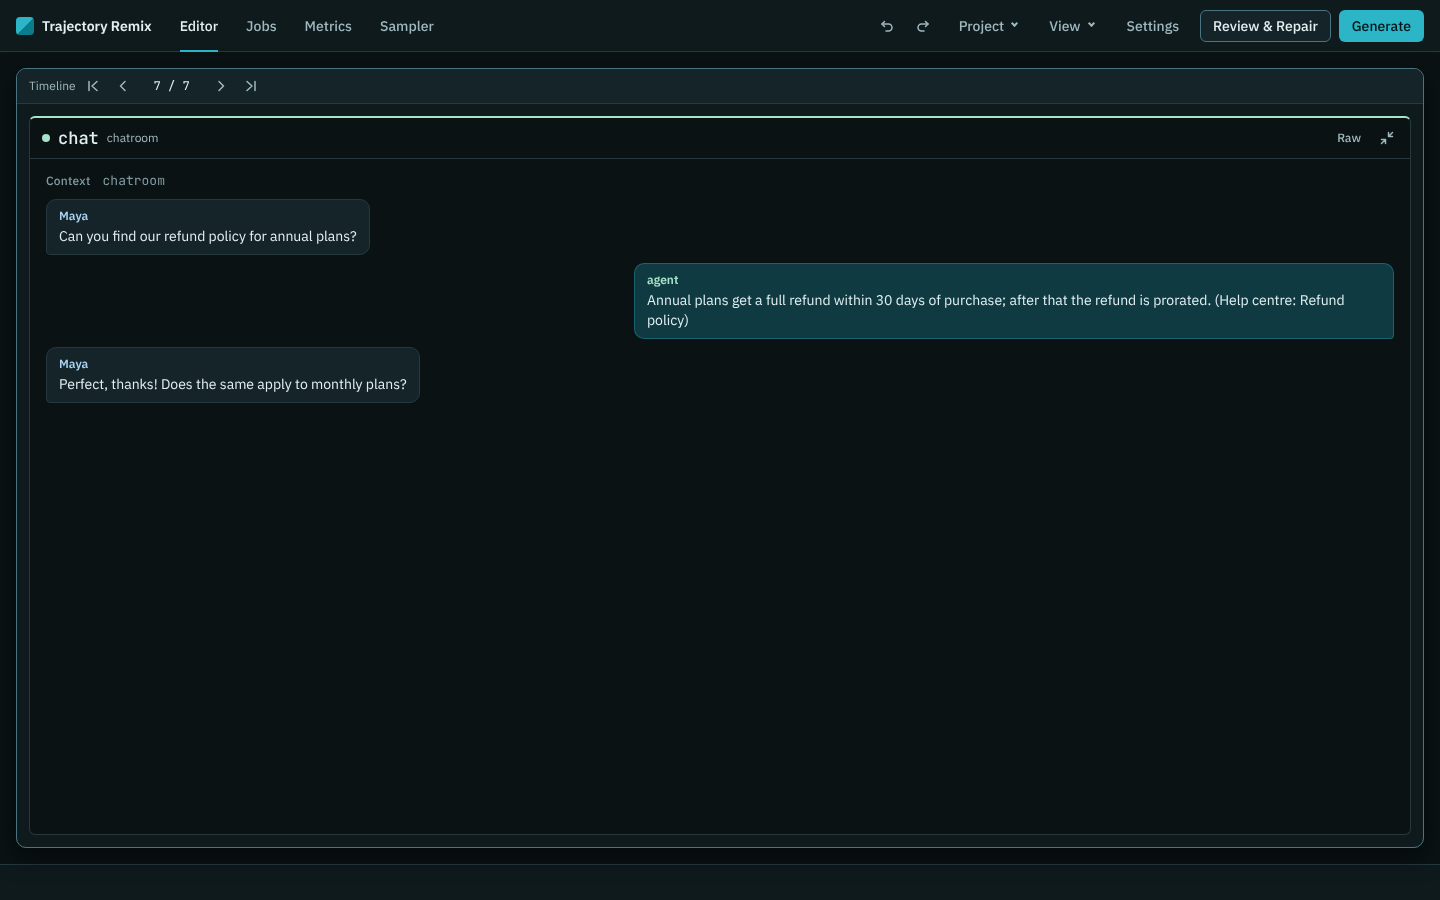 Trajectory Remix
Editor
Jobs
Metrics
Sampler
Project
View
Settings
Review & Repair
Generate
Timeline
7 / 7
chat chatroom
Raw
Context chatroom
Maya
Can you find our refund policy for annual plans?
agent
Annual plans get a full refund within 30 days of purchase; after that the refund is prorated. (Help centre: Refund
policy)
Maya
Perfect, thanks! Does the same apply to monthly plans?